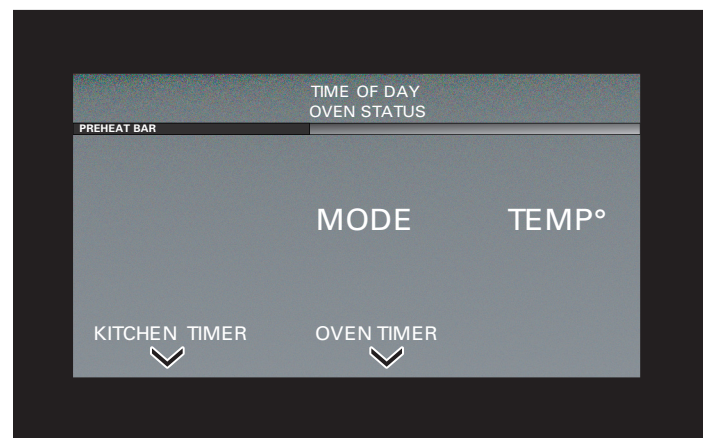 TIME OF DAY
OVEN STATUS
PREHEAT BAR
MODE TEMP°
KITCHEN TIMER OVEN TIMER